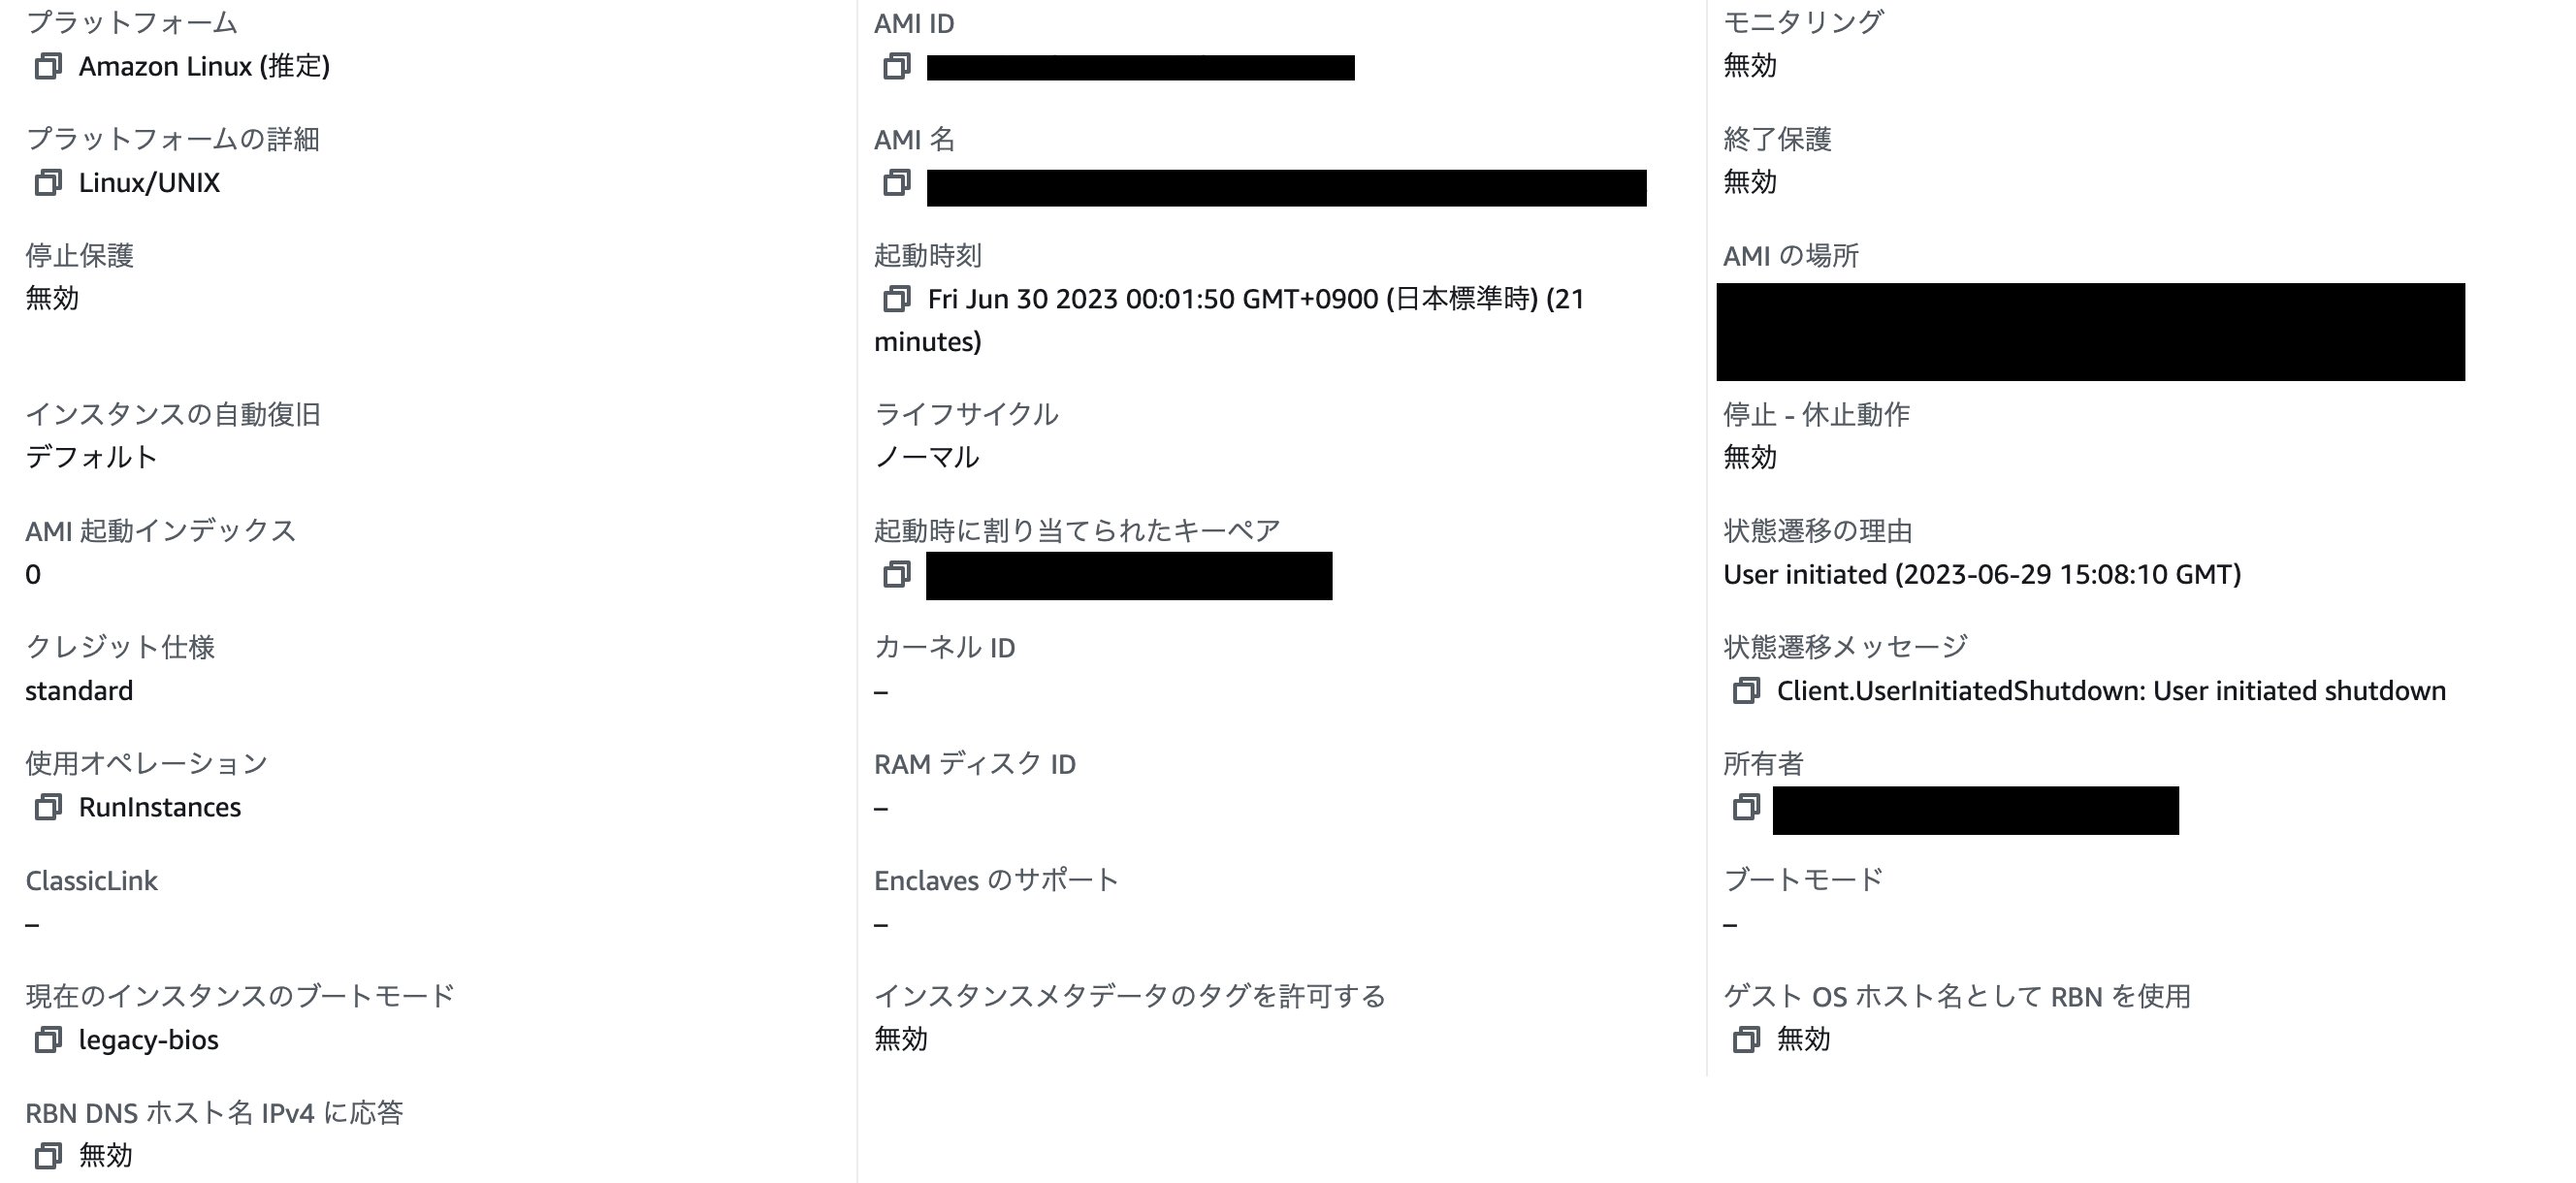 プラットフォーム
Amazon Linux (推定)
プラットフォームの詳細
Linux/UNIX
停止保護
無効
インスタンスの自動復旧
デフォルト
AMI 起動インデックス
0
クレジット仕様
standard
使用オペレーション
RunInstances
ClassicLink
–
現在のインスタンスのブートモード
legacy-bios
RBN DNS ホスト名 IPv4 に応答
無効
AMI ID
AMI 名
起動時刻
Fri Jun 30 2023 00:01:50 GMT+0900 (日本標準時) (21
minutes)
ライフサイクル
ノーマル
起動時に割り当てられたキーペア
カーネル ID
–
RAM ディスク ID
–
Enclaves のサポート
–
インスタンスメタデータのタグを許可する
無効
モニタリング
無効
終了保護
無効
AMI の場所
停止 - 休止動作
無効
状態遷移の理由
User initiated (2023-06-29 15:08:10 GMT)
状態遷移メッセージ
Client.UserInitiatedShutdown: User initiated shutdown
所有者
ブートモード
–
ゲスト OS ホスト名として RBN を使用
無効